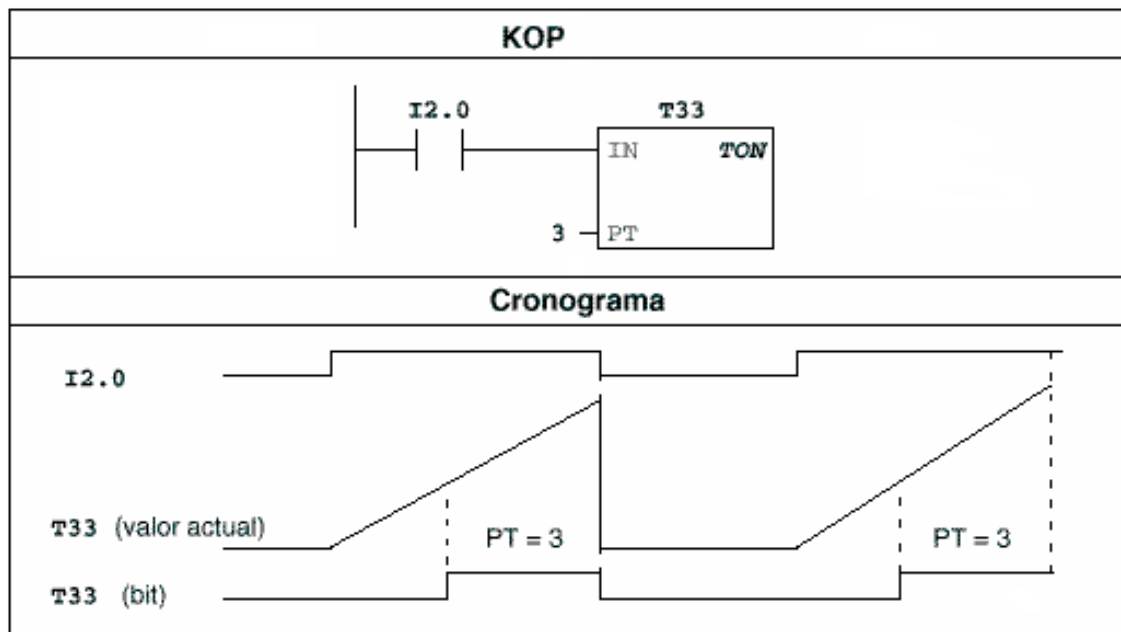 KOP
I2.0 T33
IN TON
3 PT
Cronograma
I2.0
T33 (valor actual) PT = 3 PT = 3
T33 (bit)